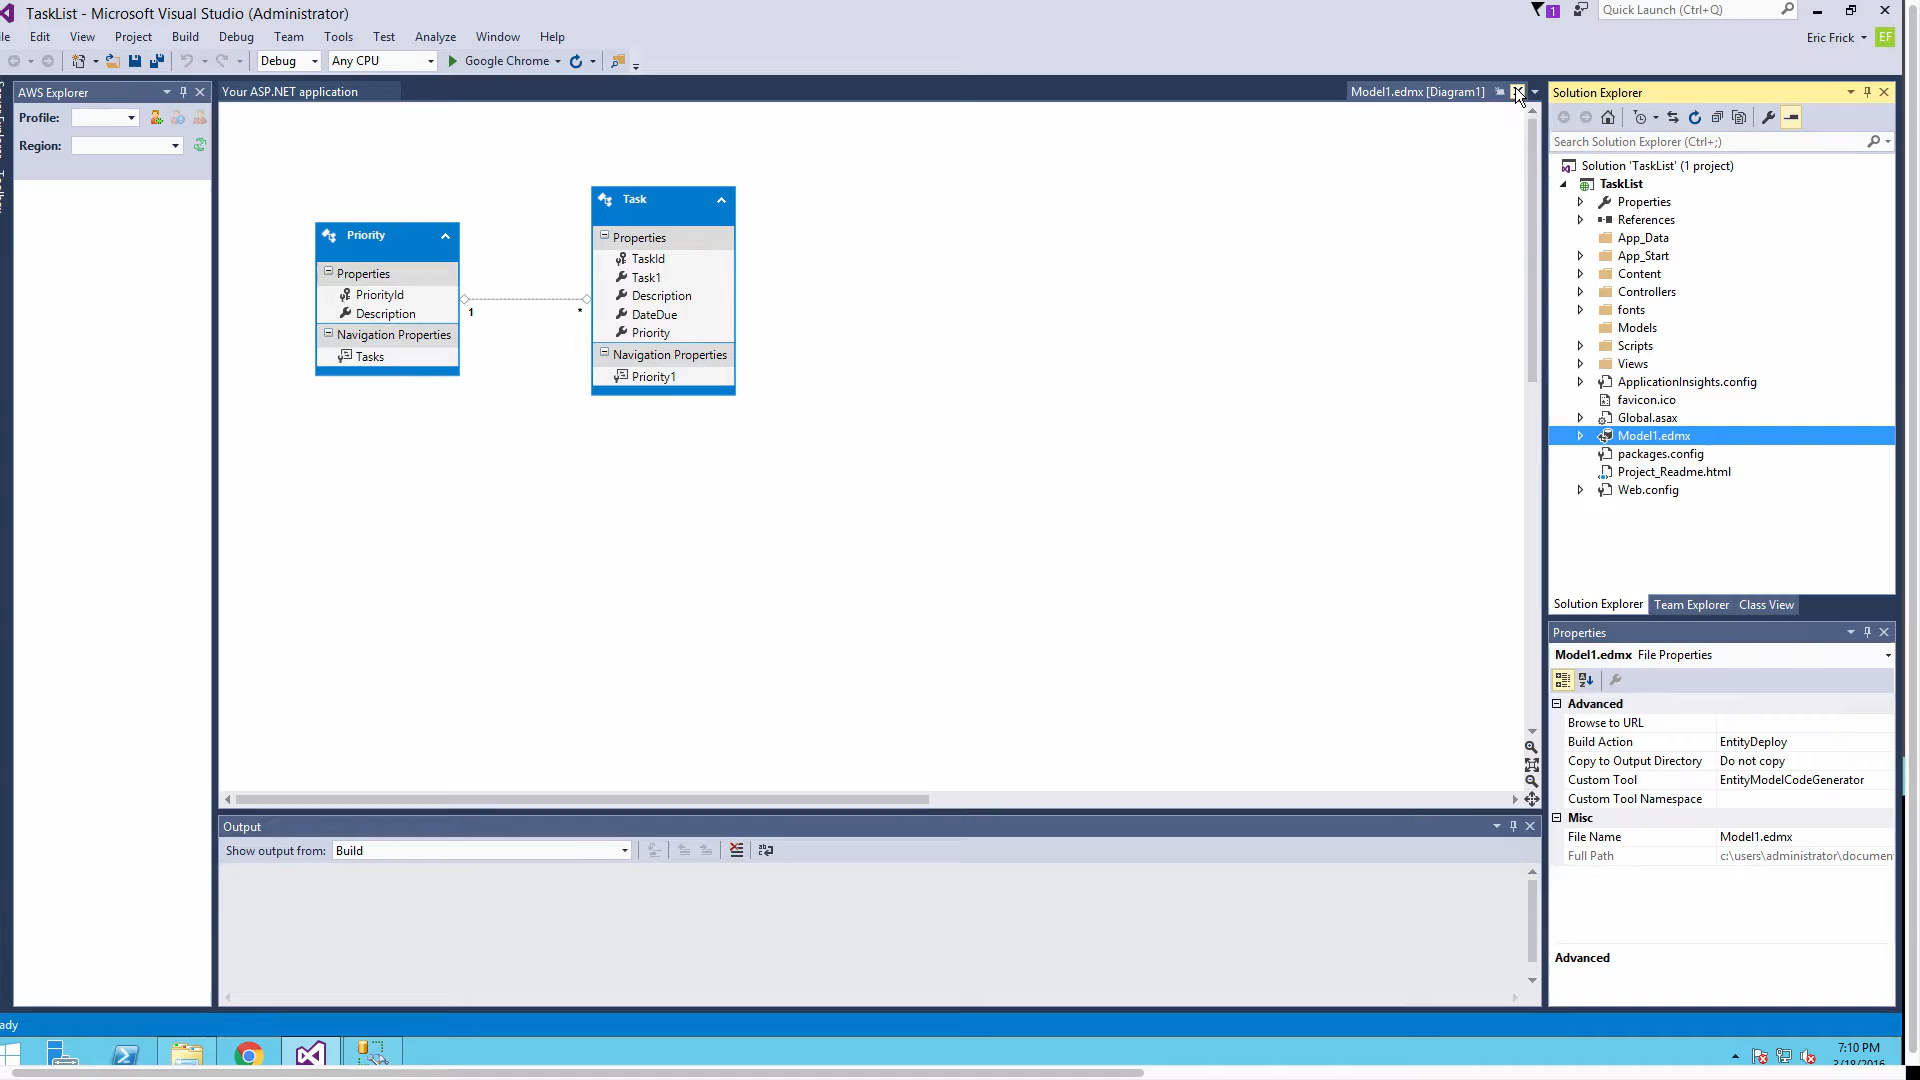 TaskList - Microsoft Visual Studio (Administrator)
1
Quick Launch (Ctrl+Q)
ile Edit View Project Build Debug Team Tools Test Analyze Window Help
Eric Frick EF
Debug Any CPU Google Chrome
AWS Explorer
Profile:
Region:
Your ASP.NET application
Model1.edmx [Diagram1]
Priority
Properties
PriorityId
Description
Navigation Properties
Tasks
1 *
Task
Properties
TaskId
Task1
Description
DateDue
Priority
Navigation Properties
Priority1
Output
Show output from: Build
Solution Explorer
Search Solution Explorer (Ctrl+;)
Solution 'TaskList' (1 project)
TaskList
Properties
References
App_Data
App_Start
Content
Controllers
fonts
Models
Scripts
Views
ApplicationInsights.config
favicon.ico
Global.asax
Model1.edmx
packages.config
Project_Readme.html
Web.config
Solution Explorer Team Explorer Class View
Properties
Model1.edmx File Properties
Advanced
Browse to URL
Build Action EntityDeploy
Copy to Output Directory Do not copy
Custom Tool EntityModelCodeGenerator
Custom Tool Namespace
Misc
File Name Model1.edmx
Full Path c:\users\administrator\documen
Advanced
ady
7:10 PM
3/18/2016